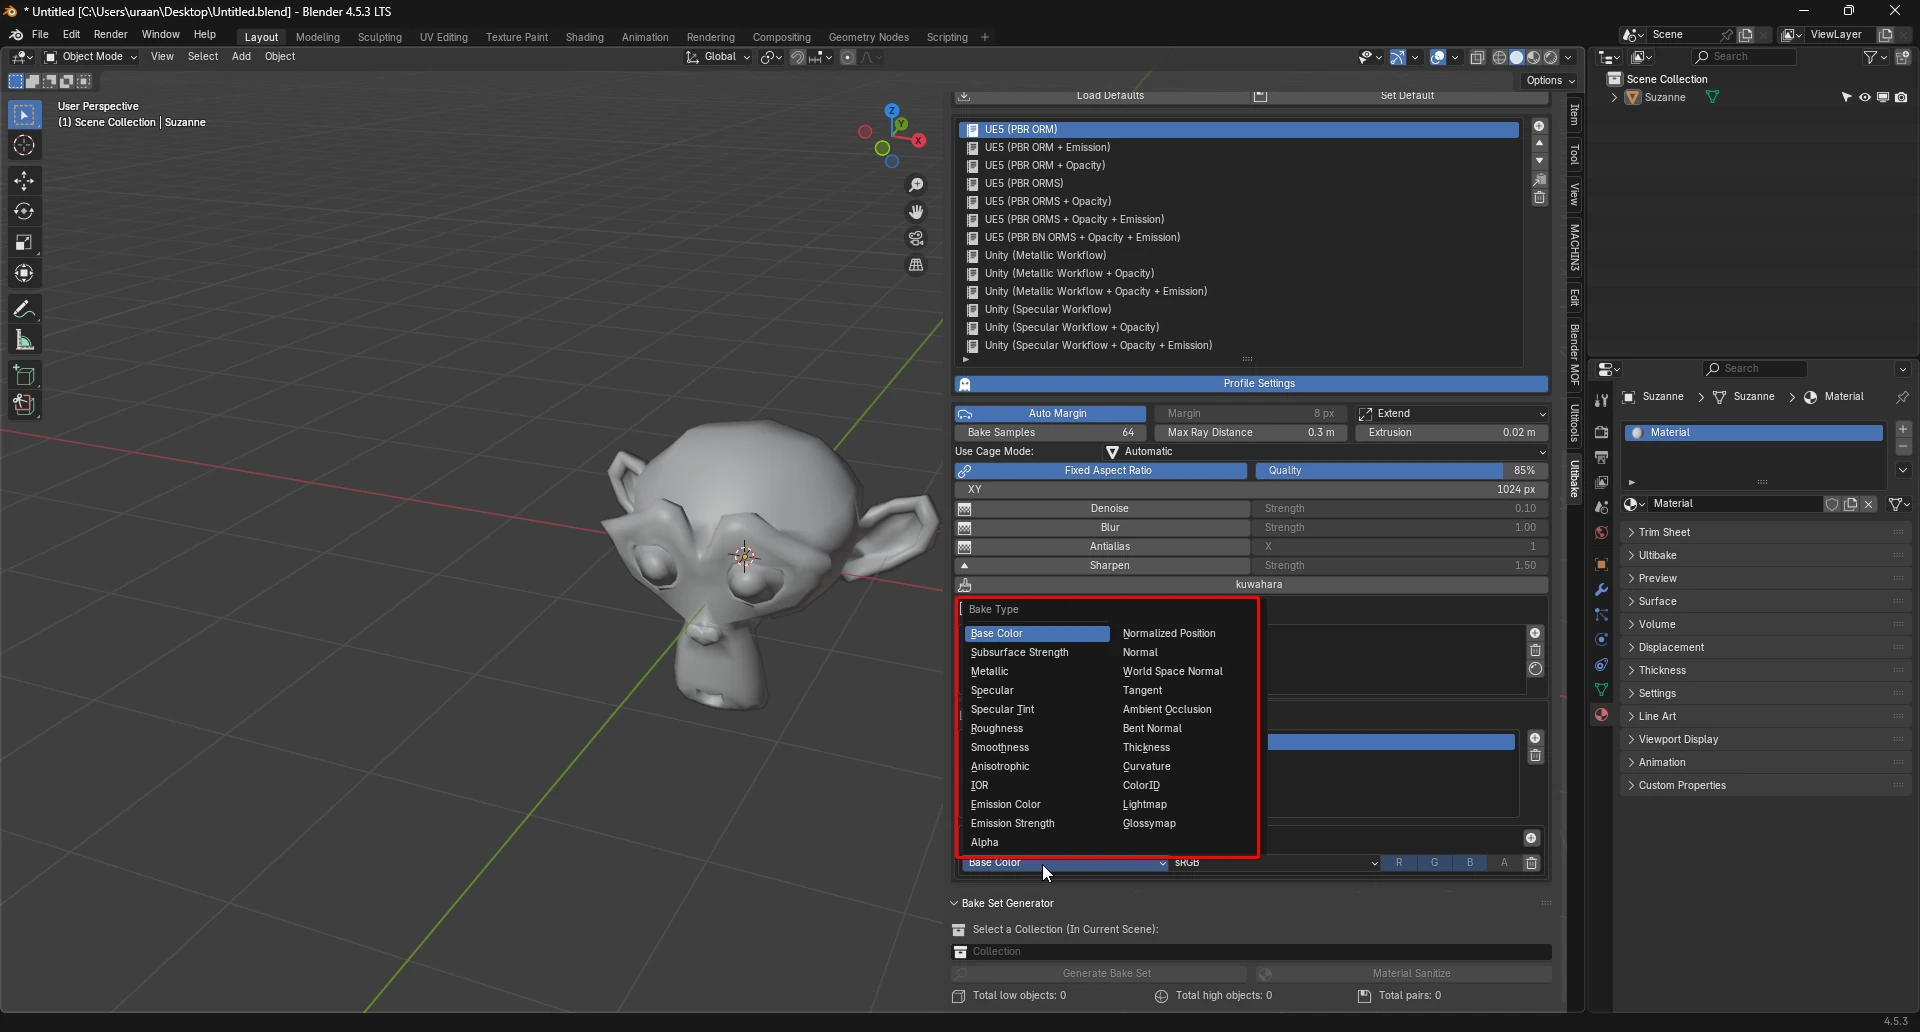 * Untitled [C:\Users\uraan\Desktop\Untitled.blend] - Blender 4.5.3 LTS
File Edit Render Window Help Layout Modeling Sculpting UV Editing Texture Paint Shading Animation Rendering Compositing Geometry Nodes Scripting + Scene ViewLayer
Object Mode View Select Add Object Global Search
Options
User Perspective
(1) Scene Collection | Suzanne
Z
Y
X
Load Defaults Set Default
UE5 (PBR ORM)
UE5 (PBR ORM + Emission)
UE5 (PBR ORM + Opacity)
UE5 (PBR ORMS)
UE5 (PBR ORMS + Opacity)
UE5 (PBR ORMS + Opacity + Emission)
UE5 (PBR BN ORMS + Opacity + Emission)
Unity (Metallic Workflow)
Unity (Metallic Workflow + Opacity)
Unity (Metallic Workflow + Opacity + Emission)
Unity (Specular Workflow)
Unity (Specular Workflow + Opacity)
Unity (Specular Workflow + Opacity + Emission)
Profile Settings
Auto Margin Margin 8 px Extend
Bake Samples 64 Max Ray Distance 0.3 m Extrusion 0.02 m
Use Cage Mode: Automatic
Fixed Aspect Ratio Quality 85%
XY 1024 px
Denoise Strength 0.10
Blur Strength 1.00
Antialias X 1
Sharpen Strength 1.50
kuwahara
Bake Type
Base Color Normalized Position
Subsurface Strength Normal
Metallic World Space Normal
Specular Tangent
Specular Tint Ambient Occlusion
Roughness Bent Normal
Smoothness Thickness
Anisotrophic Curvature
IOR ColorID
Emission Color Lightmap
Emission Strength Glossymap
Alpha
Base Color sRGB R G B A
Bake Set Generator
Select a Collection (In Current Scene):
Collection
Generate Bake Set Material Sanitize
Total low objects: 0 Total high objects: 0 Total pairs: 0
Item
Tool
View
MACHIN3
Edit
Blender MOF
Ultitools
Ultibake
Scene Collection
Suzanne
Search
Suzanne Suzanne Material
Material
Material
Trim Sheet
Ultibake
Preview
Surface
Volume
Displacement
Thickness
Settings
Line Art
Viewport Display
Animation
Custom Properties
4.5.3